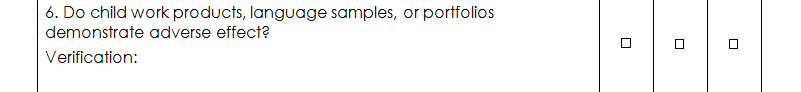 6. Do child work products, language samples, or portfolios
demonstrate adverse effect?
Verification: